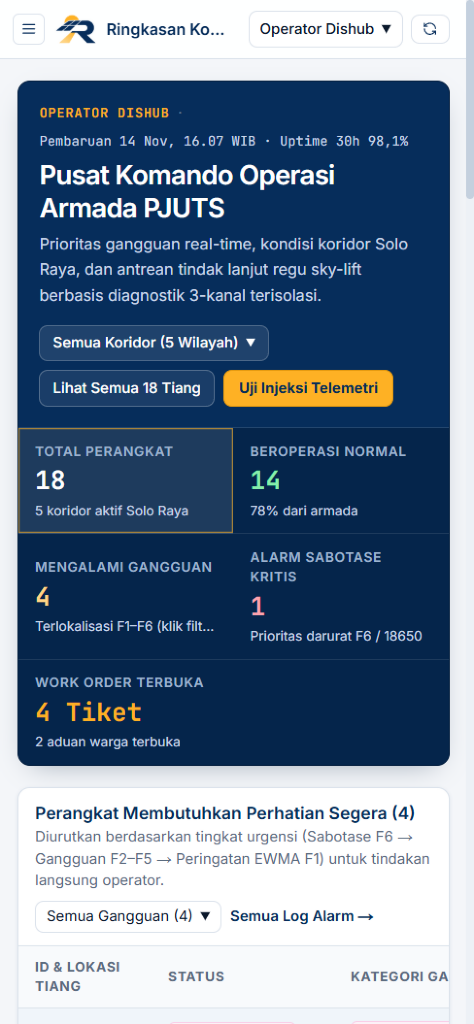 Ringkasan Ko...
Operator Dishub ▼
OPERATOR DISHUB ·
Pembaruan 14 Nov, 16.07 WIB · Uptime 30h 98,1%
Pusat Komando Operasi
Armada PJUTS
Prioritas gangguan real-time, kondisi koridor Solo
Raya, dan antrean tindak lanjut regu sky-lift
berbasis diagnostik 3-kanal terisolasi.
Semua Koridor (5 Wilayah) ▼
Lihat Semua 18 Tiang
Uji Injeksi Telemetri
TOTAL PERANGKAT
18
5 koridor aktif Solo Raya
BEROPERASI NORMAL
14
78% dari armada
MENGALAMI GANGGUAN
4
Terlokalisasi F1–F6 (klik filt...
ALARM SABOTASE
KRITIS
1
Prioritas darurat F6 / 18650
WORK ORDER TERBUKA
4 Tiket
2 aduan warga terbuka
Perangkat Membutuhkan Perhatian Segera (4)
Diurutkan berdasarkan tingkat urgensi (Sabotase F6 →
Gangguan F2–F5 → Peringatan EWMA F1) untuk tindakan
langsung operator.
Semua Gangguan (4) ▼
Semua Log Alarm →
ID & LOKASI
TIANG
STATUS
KATEGORI GA